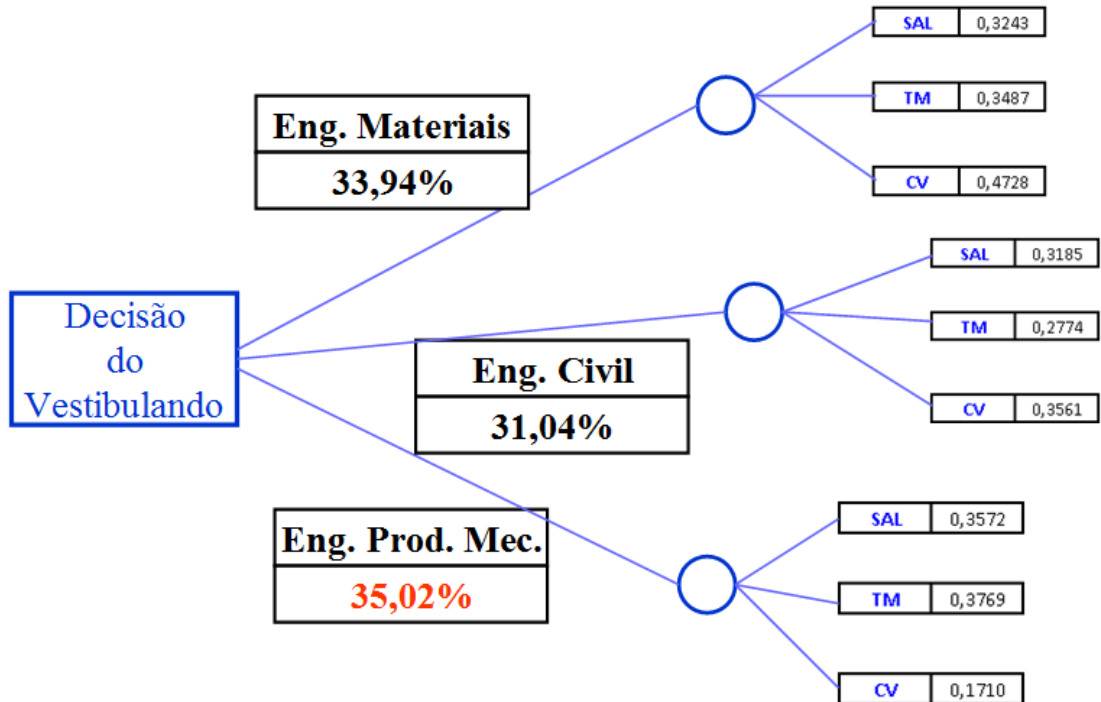 SAL 0,3243
TM 0,3487
CV 0,4728
Eng. Materiais
33,94%
SAL 0,3185
TM 0,2774
CV 0,3561
Decisão
do
Vestibulando
Eng. Civil
31,04%
Eng. Prod. Mec.
35,02%
SAL 0,3572
TM 0,3769
CV 0,1710